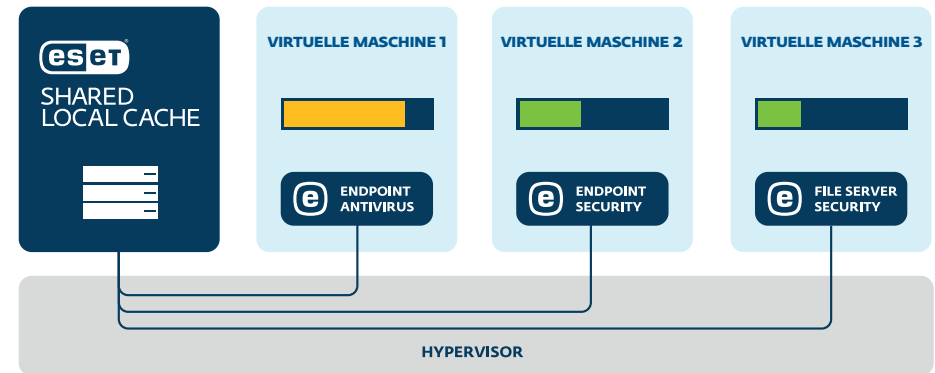 eset
SHARED
LOCAL CACHE
VIRTUELLE MASCHINE 1
e ENDPOINT
ANTIVIRUS
VIRTUELLE MASCHINE 2
e ENDPOINT
SECURITY
VIRTUELLE MASCHINE 3
e FILE SERVER
SECURITY
HYPERVISOR